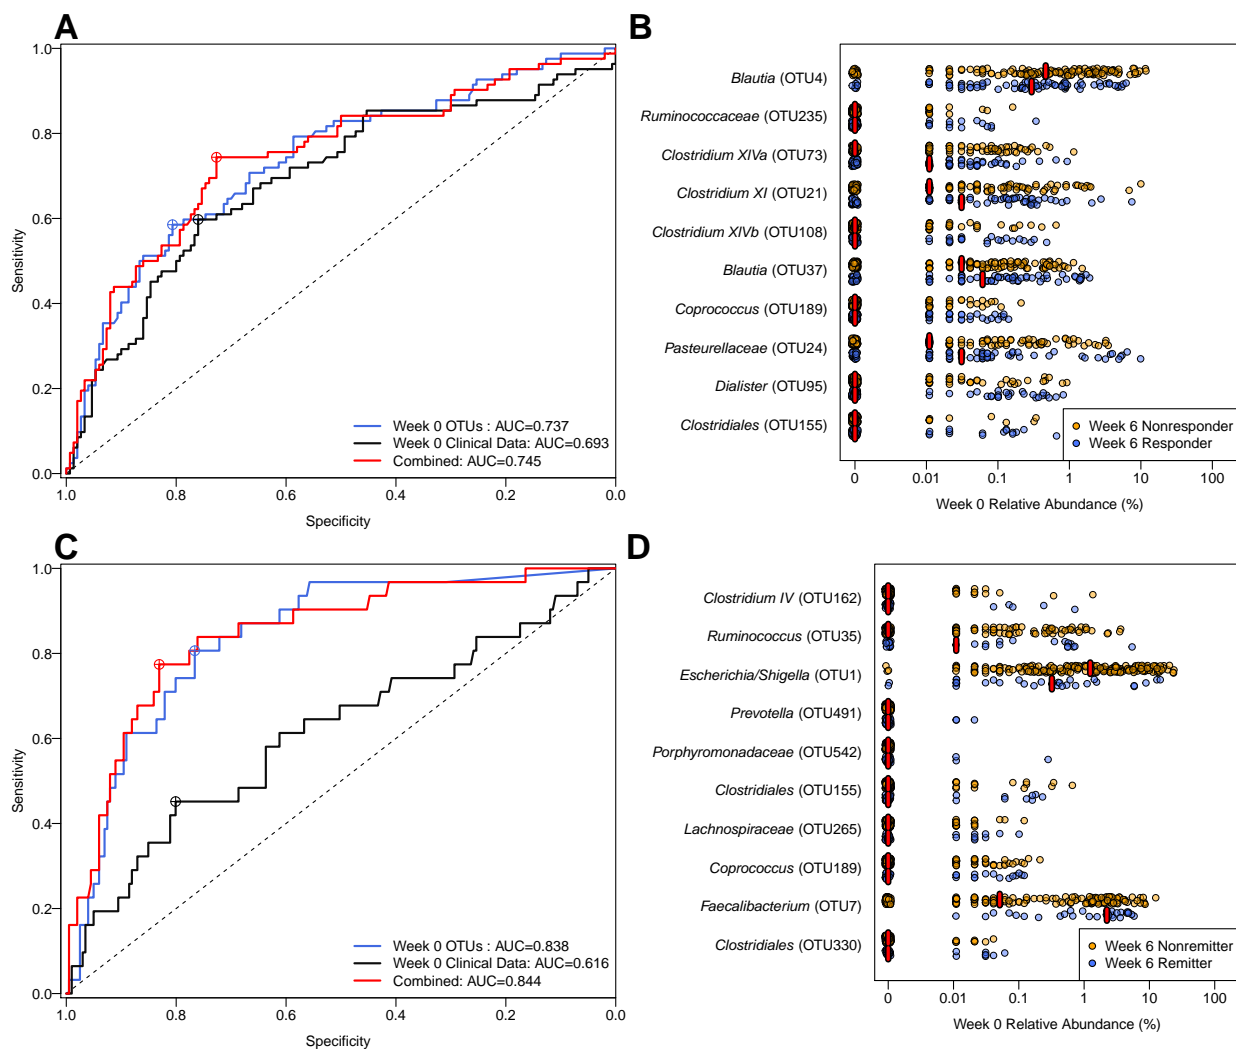 A
1.0
0.8
0.6
0.4
0.2
0.0
Sensitivity
Week 0 OTUs : AUC=0.737
Week 0 Clinical Data: AUC=0.693
Combined: AUC=0.745
1.0
0.8
0.6
0.4
0.2
0.0
Specificity
B
Blautia (OTU4)
Ruminococcaceae (OTU235)
Clostridium XIVa (OTU73)
Clostridium XI (OTU21)
Clostridium XIVb (OTU108)
Blautia (OTU37)
Coprococcus (OTU189)
Pasteurellaceae (OTU24)
Dialister (OTU95)
Clostridiales (OTU155)
Week 6 Nonresponder
Week 6 Responder
0
0.01
0.1
1
10
100
Week 0 Relative Abundance (%)
C
1.0
0.8
0.6
0.4
0.2
0.0
Sensitivity
Week 0 OTUs : AUC=0.838
Week 0 Clinical Data: AUC=0.616
Combined: AUC=0.844
1.0
0.8
0.6
0.4
0.2
0.0
Specificity
D
Clostridium IV (OTU162)
Ruminococcus (OTU35)
Escherichia/Shigella (OTU1)
Prevotella (OTU491)
Porphyromonadaceae (OTU542)
Clostridiales (OTU155)
Lachnospiraceae (OTU265)
Coprococcus (OTU189)
Faecalibacterium (OTU7)
Clostridiales (OTU330)
Week 6 Nonremitter
Week 6 Remitter
0
0.01
0.1
1
10
100
Week 0 Relative Abundance (%)